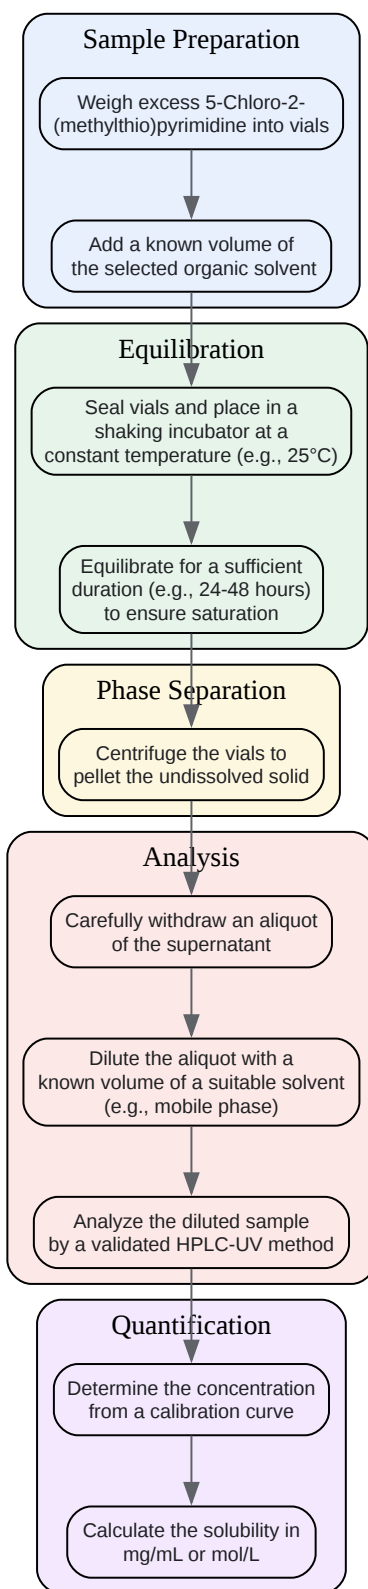 Sample Preparation
Weigh excess 5-Chloro-2-
(methylthio)pyrimidine into vials
Add a known volume of
the selected organic solvent
Equilibration
Seal vials and place in a
shaking incubator at a
constant temperature (e.g., 25°C)
Equilibrate for a sufficient
duration (e.g., 24-48 hours)
to ensure saturation
Phase Separation
Centrifuge the vials to
pellet the undissolved solid
Analysis
Carefully withdraw an aliquot
of the supernatant
Dilute the aliquot with a
known volume of a suitable solvent
(e.g., mobile phase)
Analyze the diluted sample
by a validated HPLC-UV method
Quantification
Determine the concentration
from a calibration curve
Calculate the solubility in
mg/mL or mol/L